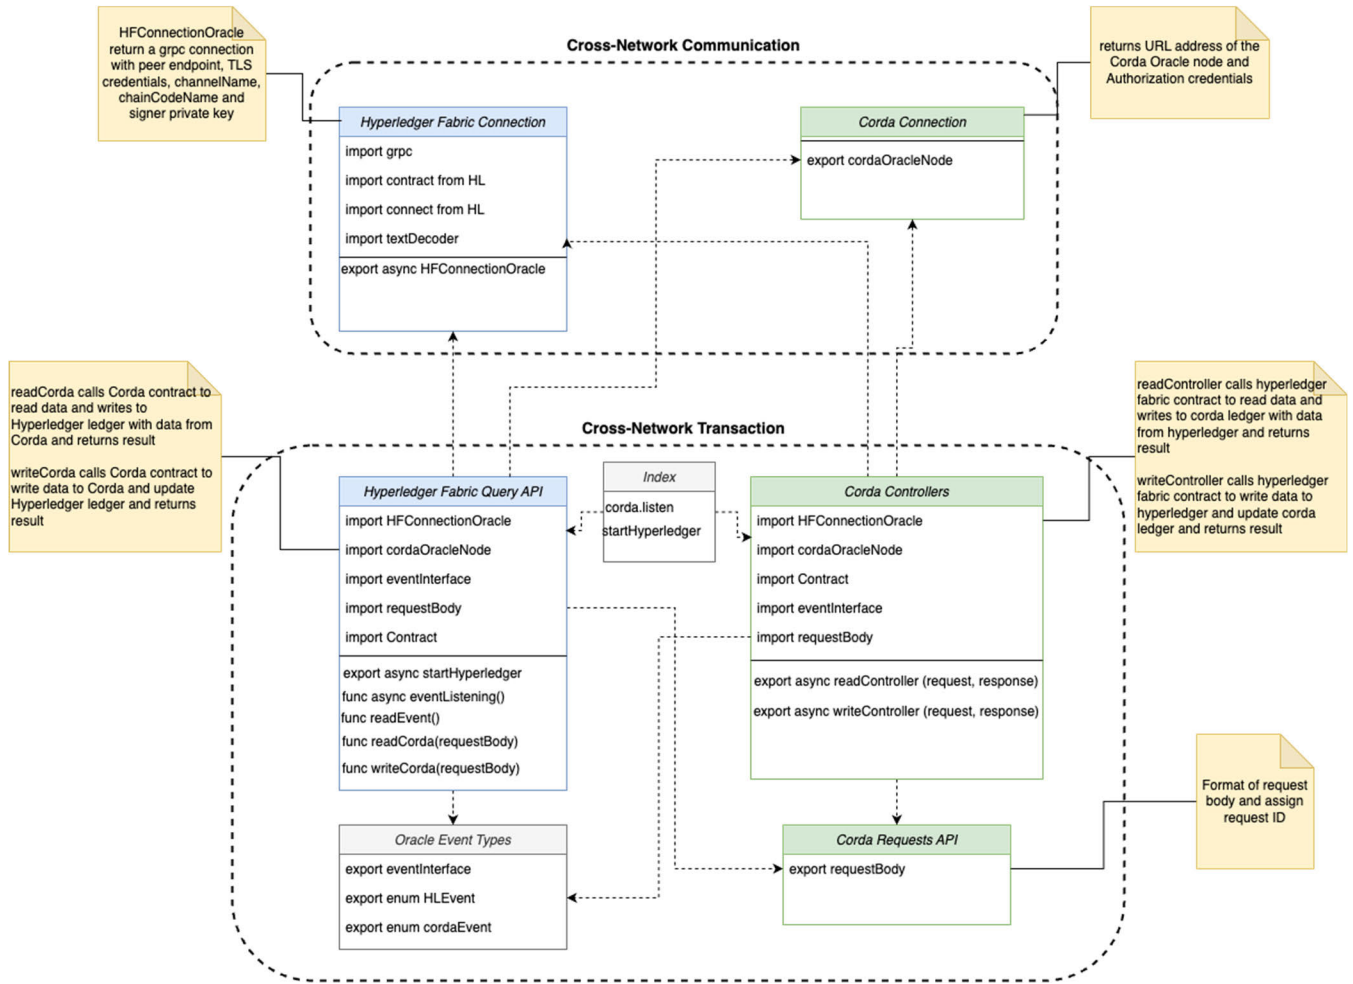 HFConnectionOracle
return a grpc connection
with peer endpoint, TLS
credentials, channelName,
chainCodeName and
signer private key
Cross-Network Communication
returns URL address of the
Corda Oracle node and
Authorization credentials
Hyperledger Fabric Connection
import grpc
import contract from HL
import connect from HL
import textDecoder
export async HFConnectionOracle
Corda Connection
export cordaOracleNode
readCorda calls Corda contract to
read data and writes to
Hyperledger ledger with data from
Corda and returns result
writeCorda calls Corda contract to
write data to Corda and update
Hyperledger ledger and returns
result
readController calls hyperledger
fabric contract to read data and
writes to corda ledger with data
from hyperledger and returns
result
writeController calls hyperledger
fabric contract to write data to
hyperledger and update corda
ledger and returns result
Cross-Network Transaction
Hyperledger Fabric Query API
import HFConnectionOracle
import cordaOracleNode
import eventInterface
import requestBody
import Contract
export async startHyperledger
func async eventListening()
func readEvent()
func readCorda(requestBody)
func writeCorda(requestBody)
Index
corda.listen
startHyperledger
Corda Controllers
import HFConnectionOracle
import cordaOracleNode
import Contract
import eventInterface
import requestBody
export async readController (request, response)
export async writeController (request, response)
Oracle Event Types
export eventInterface
export enum HLEvent
export enum cordaEvent
Corda Requests API
export requestBody
Format of request
body and assign
request ID